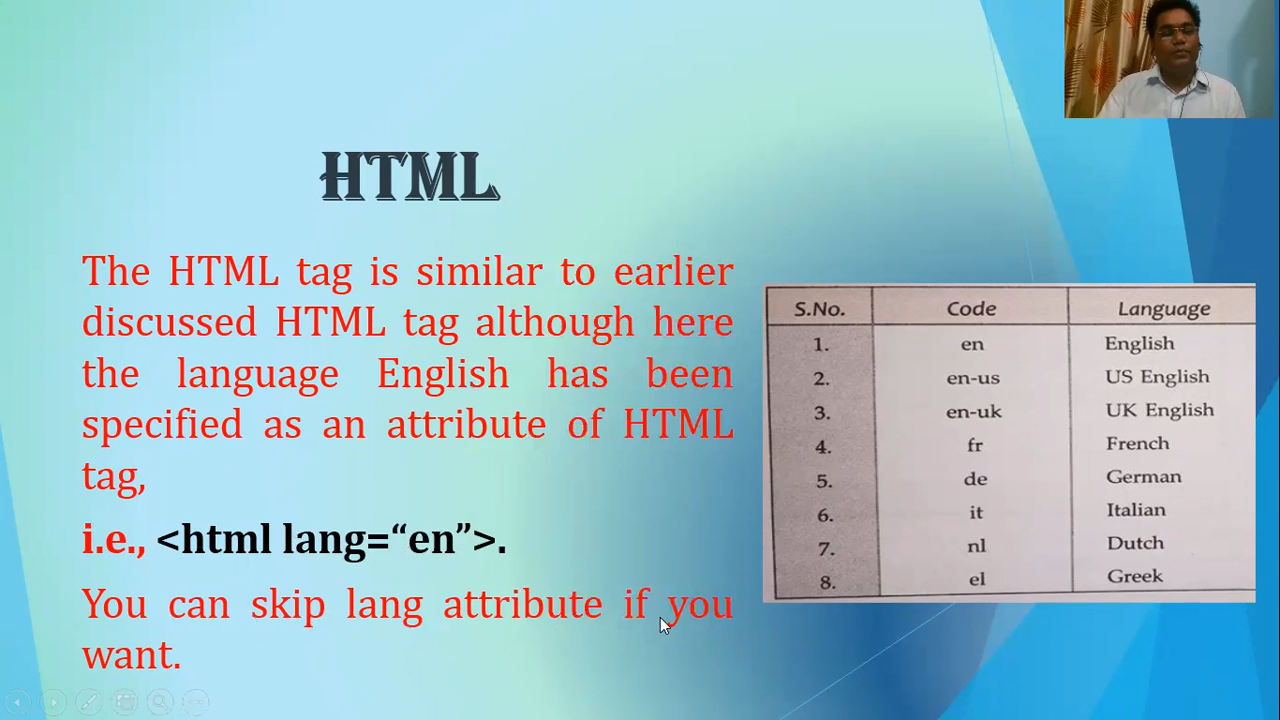 HTML
The HTML tag is similar to earlier
discussed HTML tag although here
the language English has been
specified as an attribute of HTML
tag,
i.e., <html lang=“en”>.
You can skip lang attribute if you
want.
S.No. Code Language
1. en English
2. en-us US English
3. en-uk UK English
4. fr French
5. de German
6. it Italian
7. nl Dutch
8. el Greek